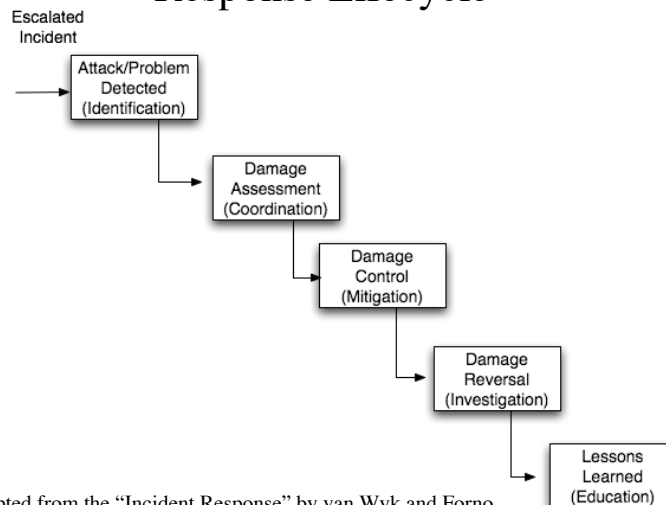 Response Lifecycle
Escalated
Incident
Attack/Problem
Detected
(Identification)
Damage
Assessment
(Coordination)
Damage
Control
(Mitigation)
Damage
Reversal
(Investigation)
Lessons
Learned
(Education)
from the “Incident Response” by van Wyk and Forno